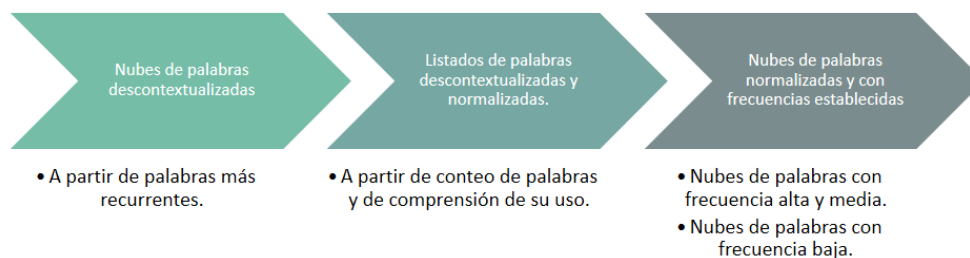 Nubes de palabras
descontextualizadas
Listados de palabras
descontextualizadas y
normalizadas.
Nubes de palabras
normalizadas y con
frecuencias establecidas
• A partir de palabras más
recurrentes.
• A partir de conteo de palabras
y de comprensión de su uso.
• Nubes de palabras con
frecuencia alta y media.
• Nubes de palabras con
frecuencia baja.